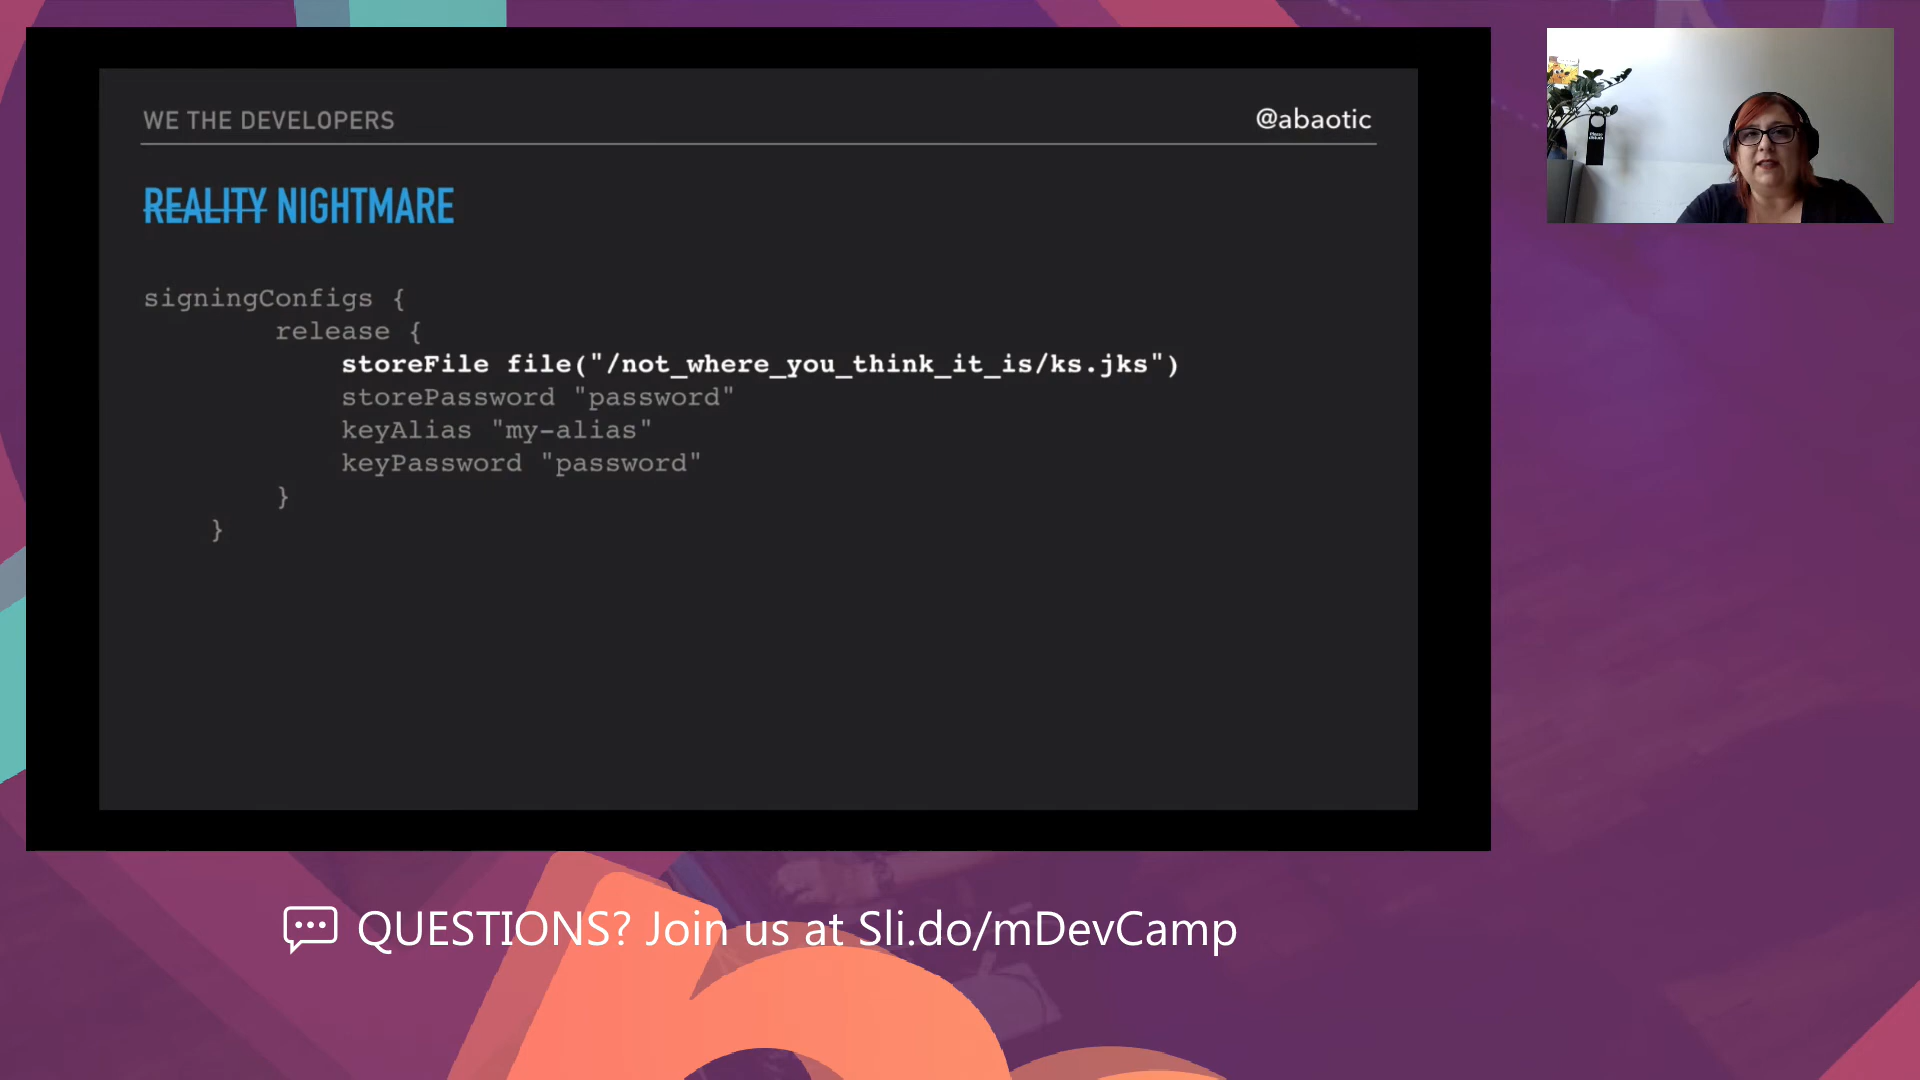 WE THE DEVELOPERS
@abaotic
REALITY NIGHTMARE
signingConfigs {
release {
storeFile file("/not_where_you_think_it_is/ks.jks")
storePassword "password"
keyAlias "my-alias"
keyPassword "password"
}
}
QUESTIONS? Join us at Sli.do/mDevCamp